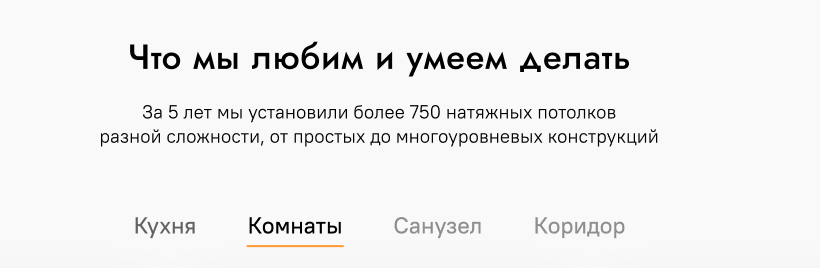 Что мы любим и умеем делать
За 5 лет мы установили более 750 натяжных потолков
разной сложности, от простых до многоуровневых конструкций
Кухня Комнаты Санузел Коридор